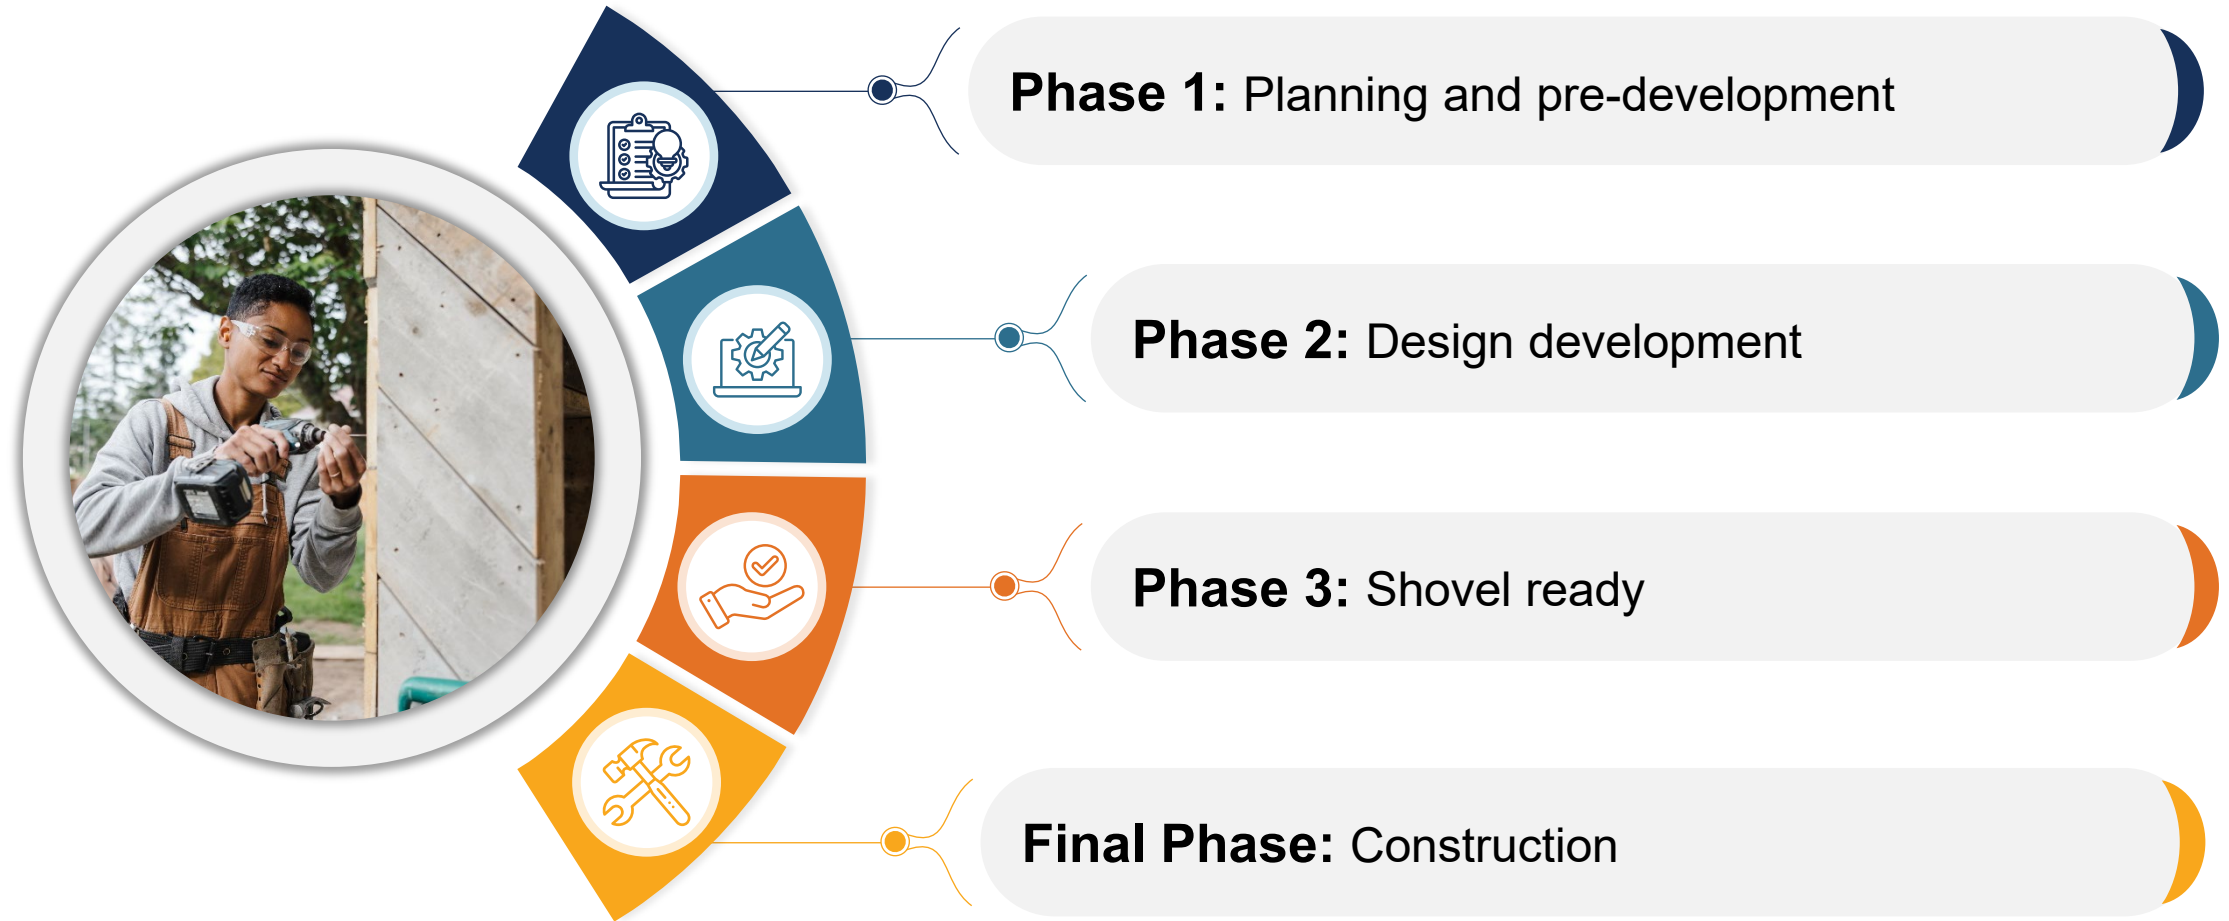 Phase 1: Planning and pre-development
Phase 2: Design development
Phase 3: Shovel ready
Final Phase: Construction